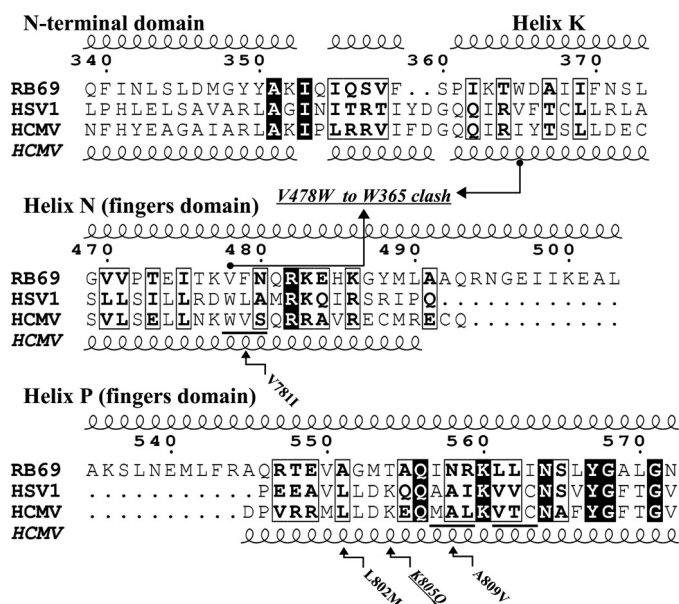 N-terminal domain Helix K
340 350 360 370
RB69 QFINLSLDMGYYAKIQIQSVF..SPIKTWDAIIFNSL
HSV1 LPHLELSAVARLAGINITRTIYDGQQIRVFTCLLRLA
HCMV NFHYEAGAIARLAKIPLRRVIFDGQQIRIYTSLLDEC
HCMV
V478W to W365 clash
Helix N (fingers domain)
470 480 490 500
RB69 GVVPTEITKVFNQRKEHKGYMLAAQRNGEIIKEAL
HSV1 SLLSILLRDWLAMRKQIRSRIPQ............
HCMV SVLSELLNKWVSQRRAVRECMRECQ..........
HCMV
V781I
Helix P (fingers domain)
540 550 560 570
RB69 AKSLNEMLFRAQRTEVAGMTAQINRKLLINSLYGALGN
HSV1 ...........PEEAVLLDKQQAAIKVVCNSVYGFTGV
HCMV ..........DPVRRMLLDKEQMALKVTCNAFYGFTGV
HCMV
L802M K805Q A809V